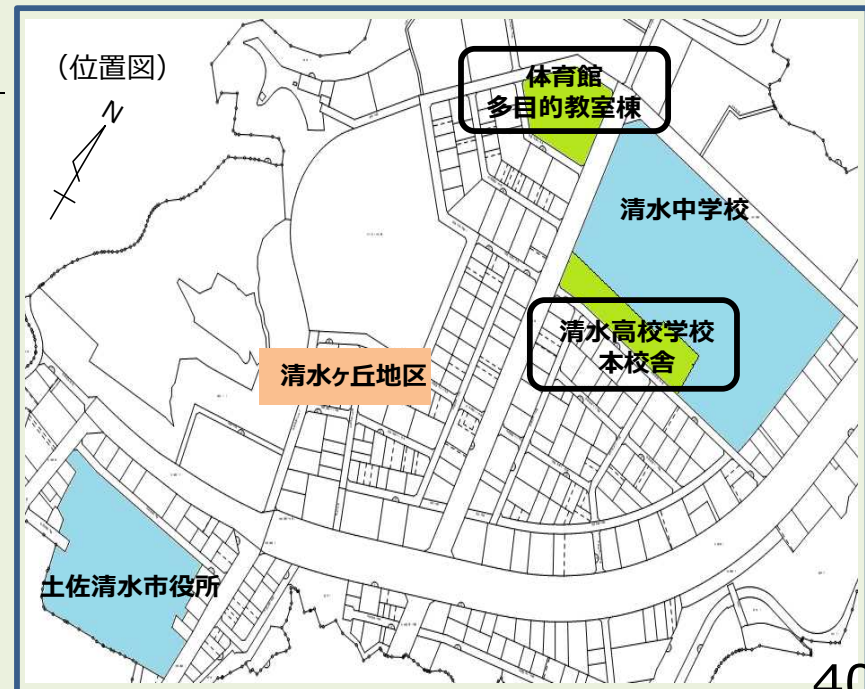 （位置図）
N
体育館
多目的教室棟
清水中学校
清水高校学校
本校舎
清水ヶ丘地区
土佐清水市役所
40